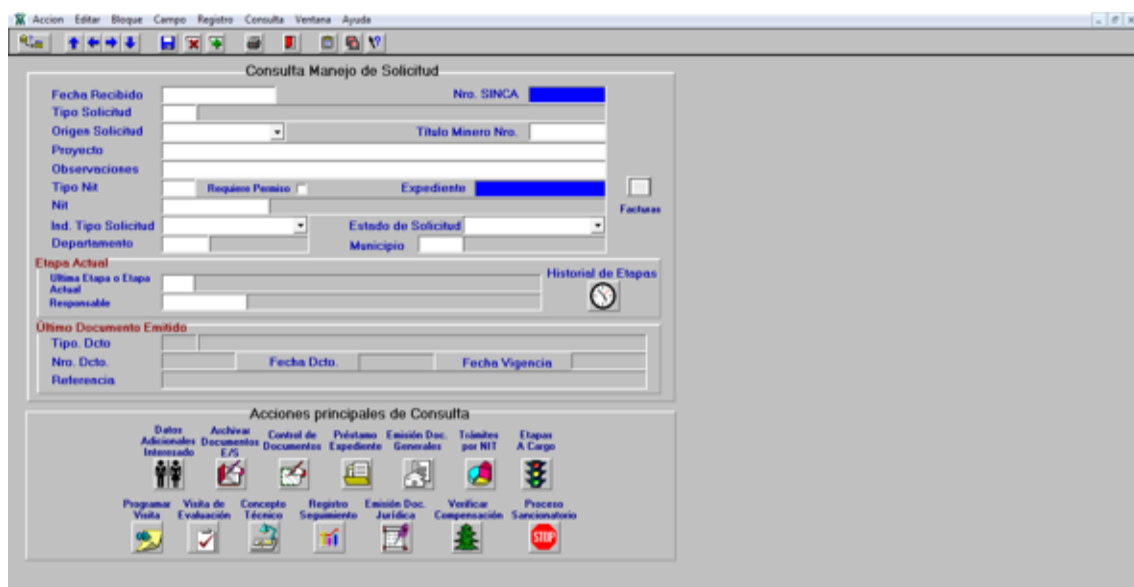 Accion Editar Bloque Campo Registro Consulta Ventana Ayuda
Consulta Manejo de Solicitud
Fecha Recibido Nro. SINCA
Tipo Solicitud
Origen Solicitud Título Minero Nro.
Proyecto
Observaciones
Tipo Nit Requiere Permiso Expediente
Nit Facturas
Ind. Tipo Solicitud Estado de Solicitud
Departamento Municipio
Etapa Actual
Ultima Etapa o Etapa Actual Historial de Etapas
Responsable
Último Documento Emitido
Tipo. Dcto
Nro. Dcto. Fecha Dcto. Fecha Vigencia
Referencia
Acciones principales de Consulta
Datos Adicionales Interesado Archivar Documentos E/S Control de Documentos Préstamo Expediente Emisión Doc. Generales Trámites por NIT Etapas A Cargo
Programar Visita Visita de Evaluación Concepto Técnico Registro Seguimiento Emisión Doc. Jurídica Verificar Compensación Proceso Sancionatorio
STOP